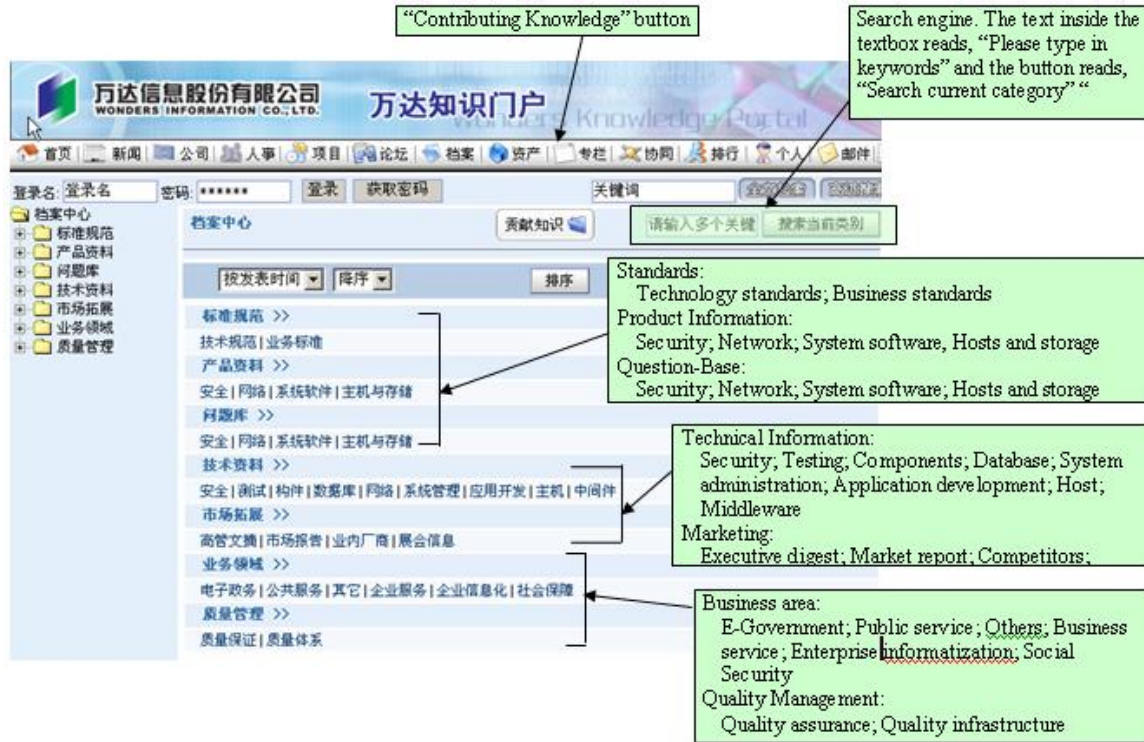 “Contributing Knowledge” button
Search engine. The text inside the
textbox reads, “Please type in
keywords” and the button reads,
“Search current category” “
万达信息股份有限公司
WONDERS INFORMATION CO., LTD.
万达知识门户
Wonders Knowledge Portal
首页 | 新闻 | 公司 | 人事 | 项目 | 论坛 | 档案 | 资产 | 专栏 | 协同 | 排行 | 个人 | 邮件
登录名: 登录名 密码: ****** 登录 获取密码 关键词
档案中心
标准规范
产品资料
问题库
技术资料
市场拓展
业务领域
质量管理
档案中心 贡献知识 请输入多个关键 搜索当前类别
按发表时间 降序 排序
标准规范 >>
技术规范 | 业务标准
产品资料 >>
安全 | 网络 | 系统软件 | 主机与存储
问题库 >>
安全 | 网络 | 系统软件 | 主机与存储
技术资料 >>
安全 | 测试 | 构件 | 数据库 | 网络 | 系统管理 | 应用开发 | 主机 | 中间件
市场拓展 >>
高管文摘 | 市场报告 | 业内厂商 | 展会信息
业务领域 >>
电子政务 | 公共服务 | 其它 | 企业服务 | 企业信息化 | 社会保障
质量管理 >>
质量保证 | 质量体系
Standards:
Technology standards; Business standards
Product Information:
Security; Network; System software, Hosts and storage
Question-Base:
Security; Network; System software; Hosts and storage
Technical Information:
Security; Testing; Components; Database; System
administration; Application development; Host;
Middleware
Marketing:
Executive digest; Market report; Competitors;
Business area:
E-Government; Public service; Others; Business
service; Enterprise informatization; Social
Security
Quality Management:
Quality assurance; Quality infrastructure